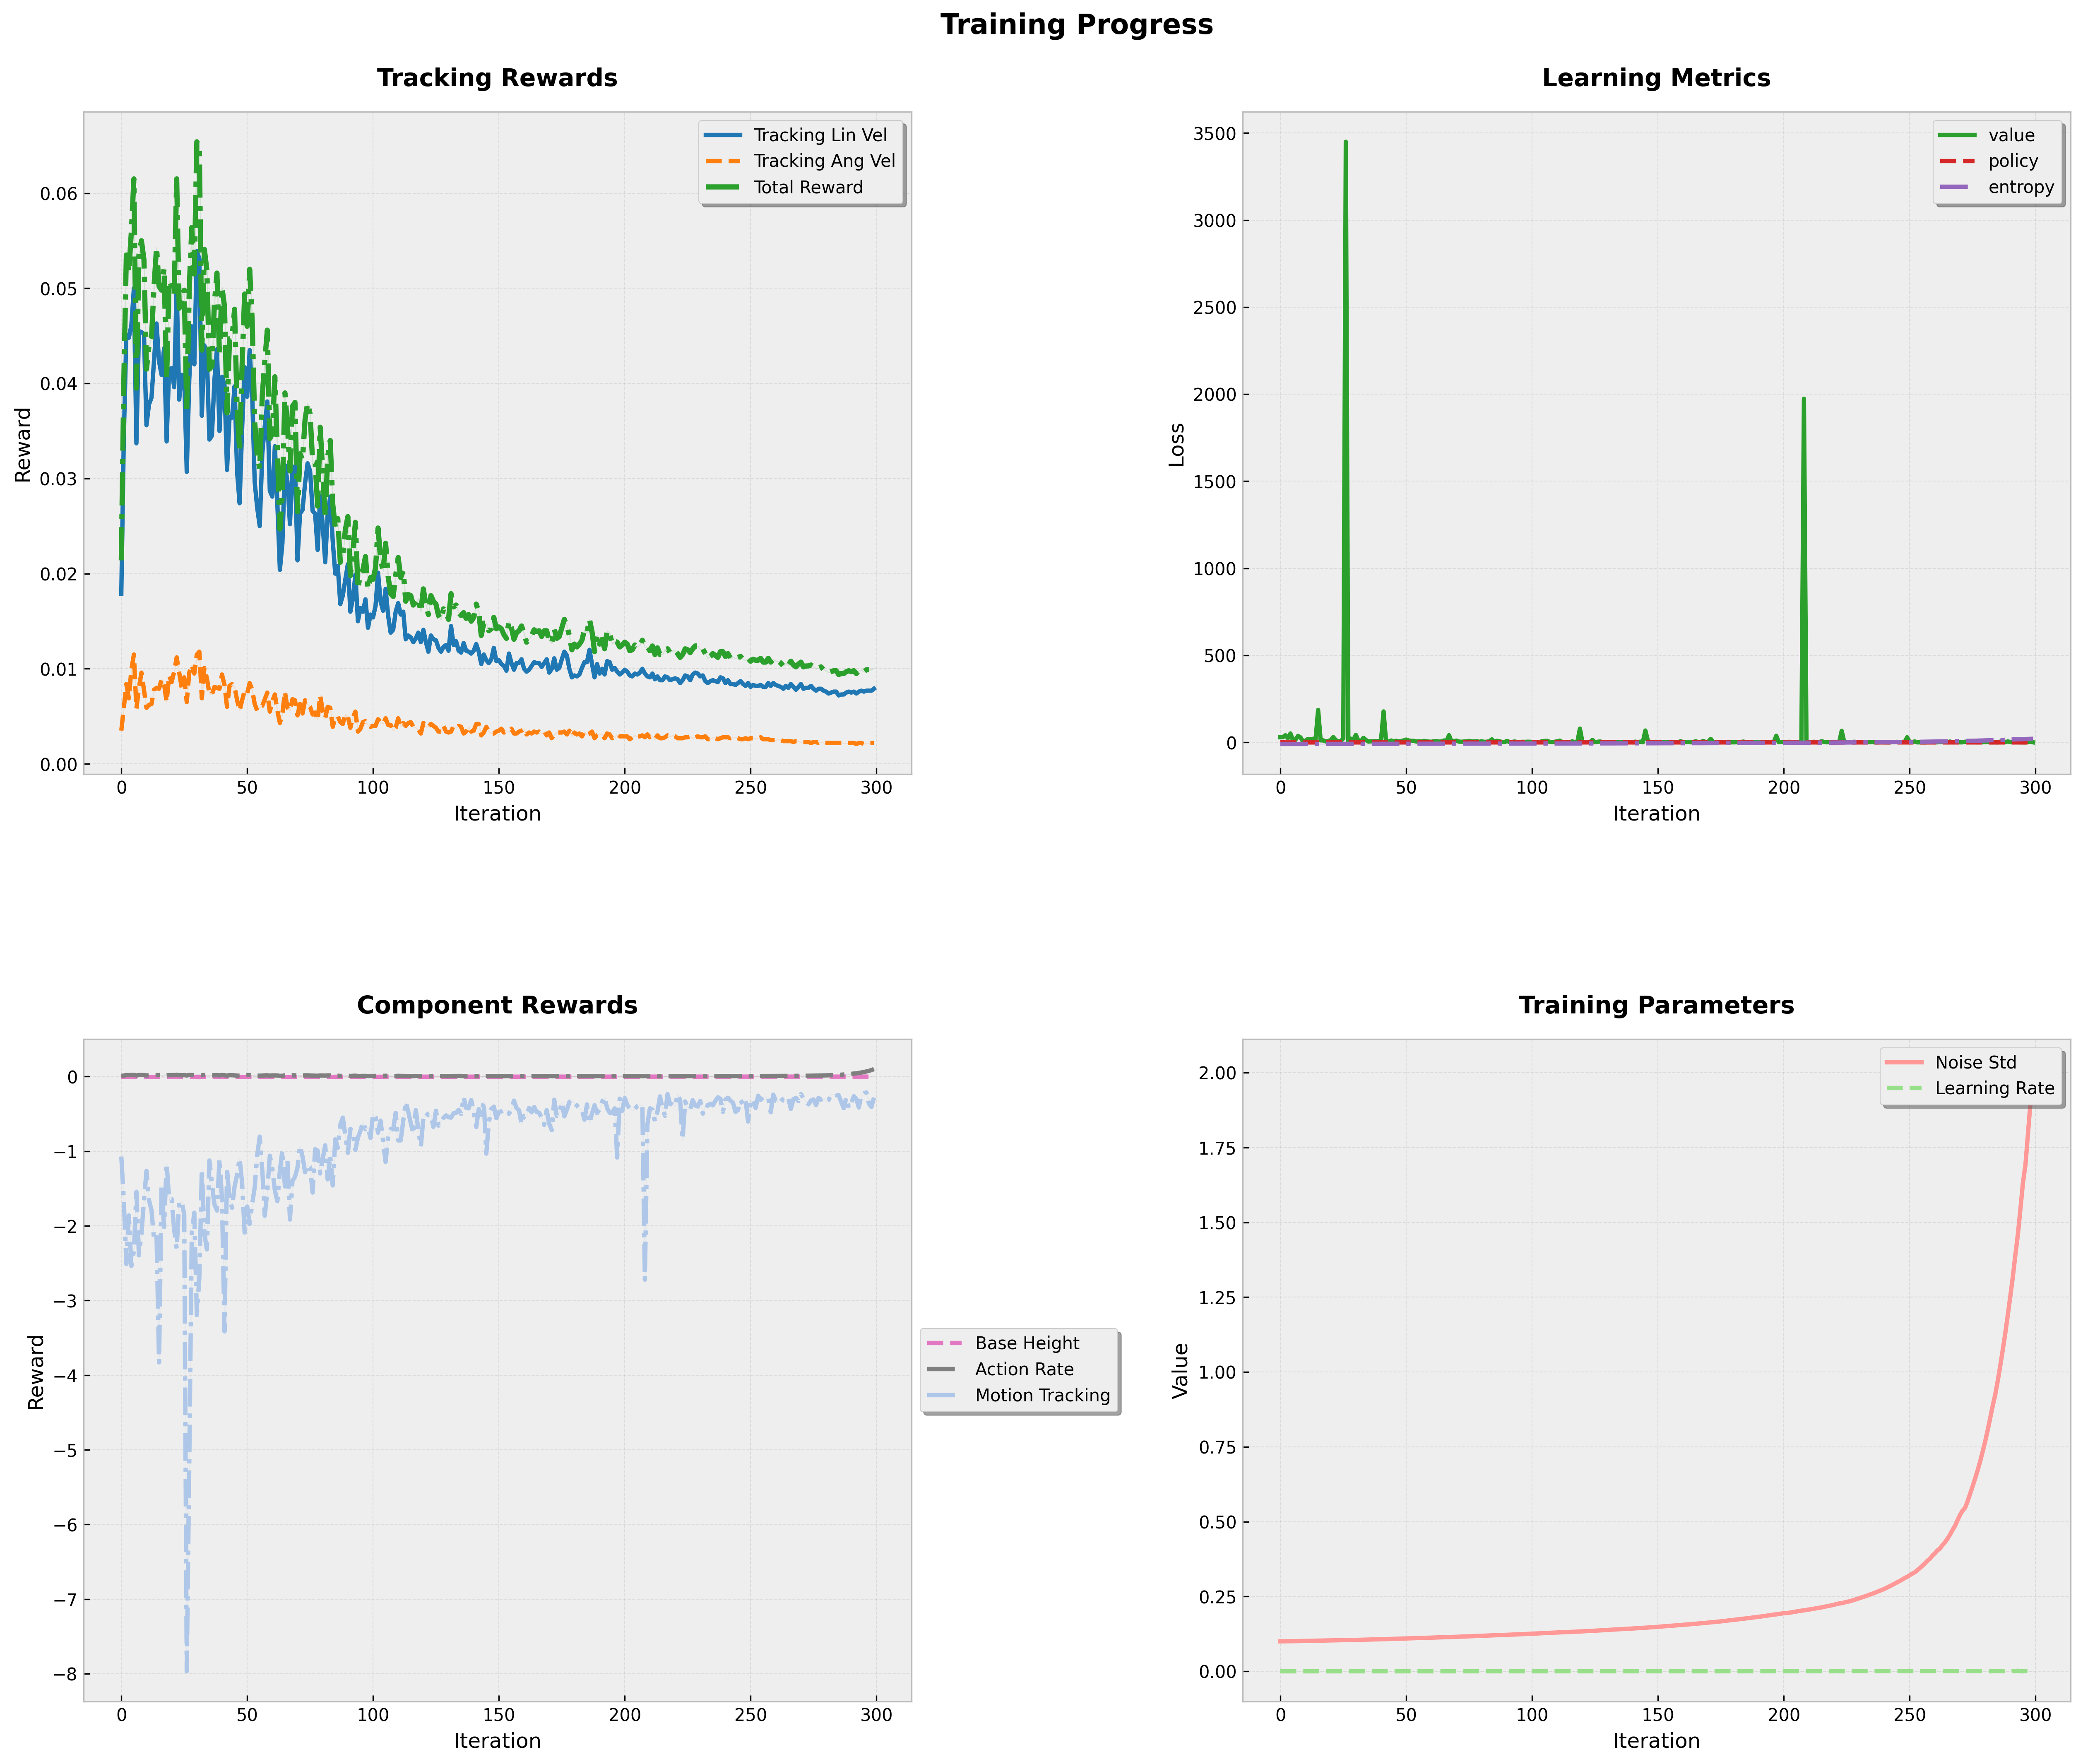 Training Progress
Tracking Rewards
Reward
0.06
0.05
0.04
0.03
0.02
0.01
0.00
0 50 100 150 200 250 300
Iteration
Tracking Lin Vel
Tracking Ang Vel
Total Reward
Learning Metrics
Loss
3500
3000
2500
2000
1500
1000
500
0
0 50 100 150 200 250 300
Iteration
value
policy
entropy
Component Rewards
Reward
0
−1
−2
−3
−4
−5
−6
−7
−8
0 50 100 150 200 250 300
Iteration
Base Height
Action Rate
Motion Tracking
Training Parameters
Value
2.00
1.75
1.50
1.25
1.00
0.75
0.50
0.25
0.00
0 50 100 150 200 250 300
Iteration
Noise Std
Learning Rate